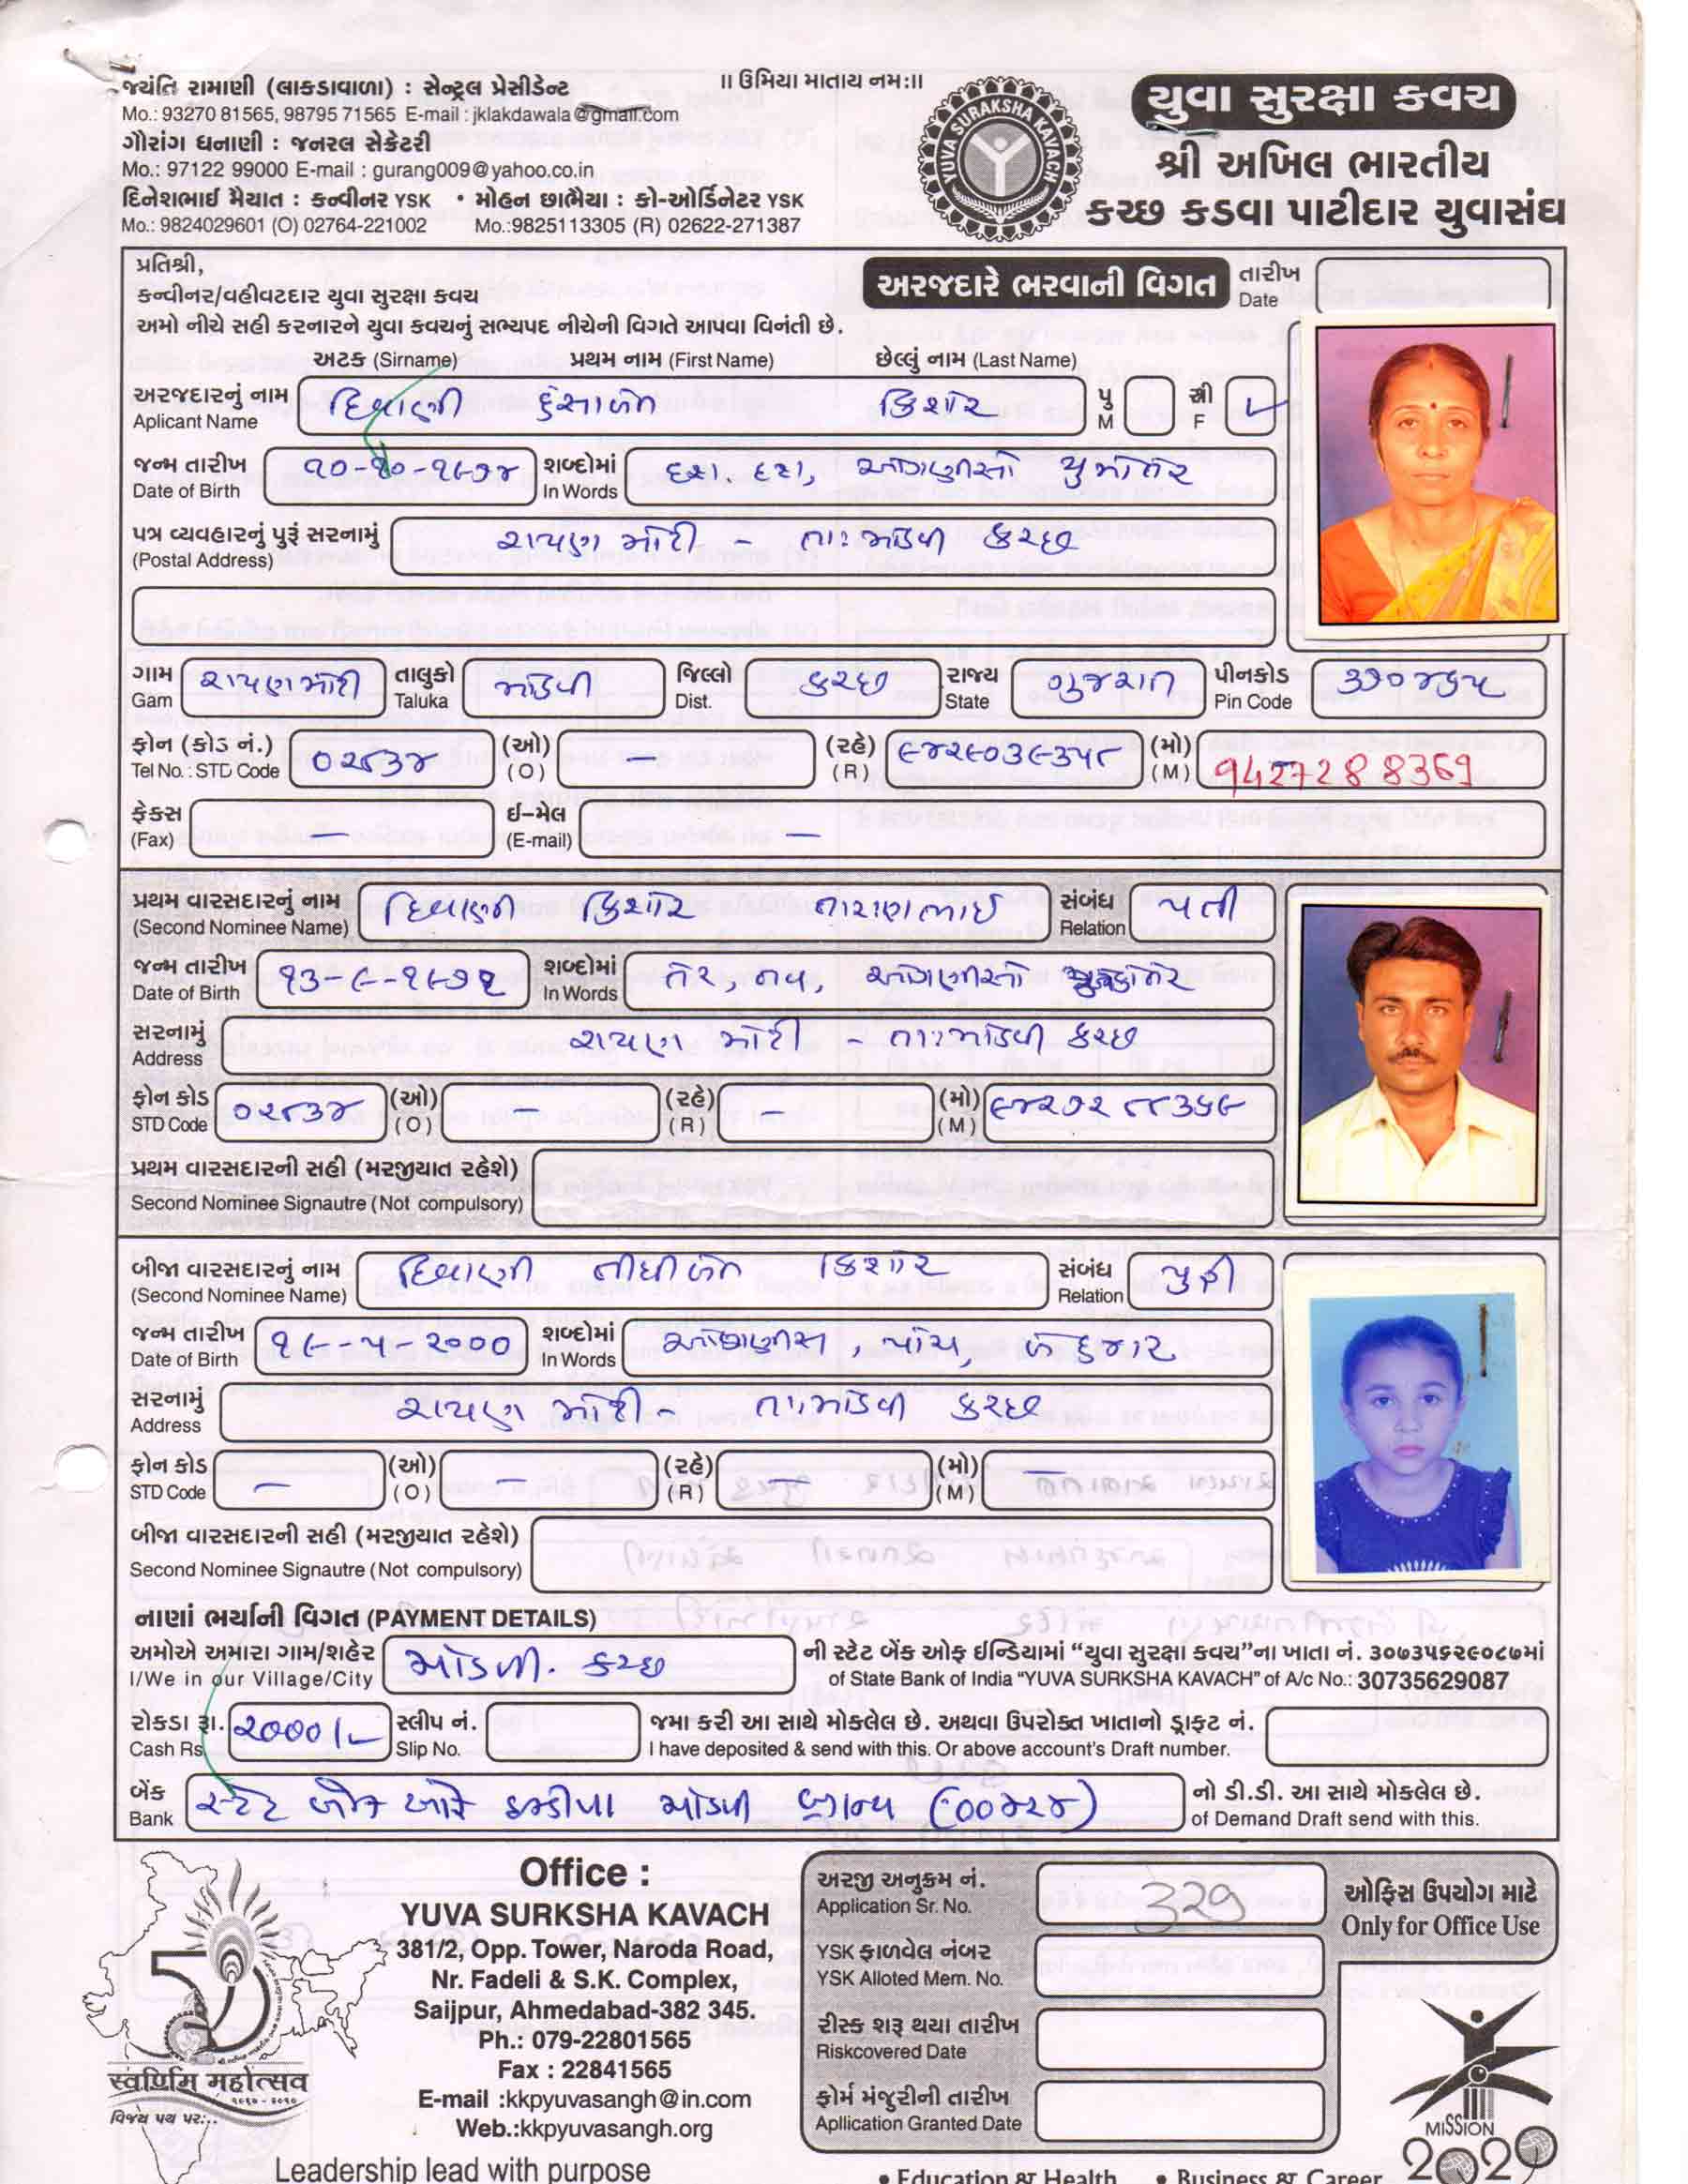 જયંતિ રામાણી (લાકડાવાળા) : સેન્ટ્રલ પ્રેસીડેન્ટ
Mo.: 93270 81565, 98795 71565 E-mail : jklakdawala@gmail.com
ગૌરાંગ ધનાણી : જનરલ સેક્રેટરી
Mo.: 97122 99000 E-mail : gurang009@yahoo.co.in
દિનેશભાઈ મૈયાત : કન્વીનર YSK • મોહન છાભૈયા : કો-ઓર્ડિનેટર YSK
Mo.: 9824029601 (O) 02764-221002 Mo.:9825113305 (R) 02622-271387
॥ ઉમિયા માતાય નમ:॥
YUVA SURAKSHA KAVACH
યુવા સુરક્ષા કવચ
શ્રી અખિલ ભારતીય
કચ્છ કડવા પાટીદાર યુવાસંઘ
પ્રતિશ્રી,
કન્વીનર/વહીવટદાર યુવા સુરક્ષા કવચ
અરજદારે ભરવાની વિગત તારીખ Date
અમો નીચે સહી કરનારને યુવા કવચનું સભ્યપદ નીચેની વિગતે આપવા વિનંતી છે.
અટક (Sirname) પ્રથમ નામ (First Name) છેલ્લું નામ (Last Name)
અરજદારનું નામ દિવાણી હંસાબેન કિશોર પુ સ્ત્રી
Aplicant Name M F
જન્મ તારીખ ૧૦-૧૦-૧૯૭૪ શબ્દોમાં દશ, દશ, ઓગણીસો ચુમોતેર
Date of Birth In Words
પત્ર વ્યવહારનું પુરૂં સરનામું રાયણ મોટી - તા: માંડવી કચ્છ
(Postal Address)
ગામ રાયણ મોટી તાલુકો માંડવી જિલ્લો કચ્છ રાજ્ય ગુજરાત પીનકોડ ૩૭૦૪૬૫
Gam Taluka Dist. State Pin Code
ફોન (કોડ નં.) ૦૨૮૩૪ (ઓ) — (રહે) ૯૪૨૯૦૩૯૩૫૮ (મો) 9427288369
Tel No. : STD Code (O) (R) (M)
ફેક્સ — ઈ-મેલ —
(Fax) (E-mail)
પ્રથમ વારસદારનું નામ દિવાણી કિશોર નારાણભાઈ સંબંધ પતી
(Second Nominee Name) Relation
જન્મ તારીખ ૧૩-૯-૧૯૭૧ શબ્દોમાં તેર, નવ, ઓગણીસો
Date of Birth In Words
સરનામું રાયણ મોટી - તા: માંડવી કચ્છ
Address
ફોન કોડ ૦૨૮૩૪ (ઓ) — (રહે) — (મો) ૯૪૨૭૨૮૮૩૬૯
STD Code (O) (R) (M)
પ્રથમ વારસદારની સહી (મરજીયાત રહેશે)
Second Nominee Signautre (Not compulsory)
બીજા વારસદારનું નામ દિવાણી નીધીબેન કિશોર સંબંધ પુત્રી
(Second Nominee Name) Relation
જન્મ તારીખ ૧૯-૫-૨૦૦૦ શબ્દોમાં ઓગણીસ, પાંચ, બે હજાર
Date of Birth In Words
સરનામું રાયણ મોટી - તા: માંડવી કચ્છ
Address
ફોન કોડ — (ઓ) — (રહે) — (મો) —
STD Code (O) (R) (M)
બીજા વારસદારની સહી (મરજીયાત રહેશે)
Second Nominee Signautre (Not compulsory)
નાણાં ભર્યાની વિગત (PAYMENT DETAILS)
અમોએ અમારા ગામ/શહેર માંડવી. કચ્છ ની સ્ટેટ બેંક ઓફ ઈન્ડિયામાં “યુવા સુરક્ષા કવચ”ના ખાતા નં. ૩૦૭૩૫૬૨૯૦૮૭માં
I/We in our Village/City of State Bank of India “YUVA SURKSHA KAVACH” of A/c No.: 30735629087
રોકડા રૂા. ૨૦૦૦/- સ્લીપ નં. જમા કરી આ સાથે મોકલેલ છે. અથવા ઉપરોક્ત ખાતાનો ડ્રાફ્ટ નં.
Cash Rs Slip No. I have deposited & send with this. Or above account's Draft number.
બેંક સ્ટેટ બેંક ઓફ ઇન્ડીયા માંડવી બ્રાન્ચ (૦૦૪૨૪) નો ડી.ડી. આ સાથે મોકલેલ છે.
Bank of Demand Draft send with this.
50
स्वर्णिम महोत्सव
૧૯૬૦ - ૨૦૧૦
વિજય પથ પર...
Office :
YUVA SURKSHA KAVACH
381/2, Opp. Tower, Naroda Road,
Nr. Fadeli & S.K. Complex,
Saijpur, Ahmedabad-382 345.
Ph.: 079-22801565
Fax : 22841565
E-mail :kkpyuvasangh@in.com
Web.:kkpyuvasangh.org
Leadership lead with purpose
અરજી અનુક્રમ નં. 329
Application Sr. No.
YSK ફાળવેલ નંબર
YSK Alloted Mem. No.
રીસ્ક શરૂ થયા તારીખ
Riskcovered Date
ફોર્મ મંજુરીની તારીખ
Apllication Granted Date
ઓફિસ ઉપયોગ માટે
Only for Office Use
MISSION
2020
• Education & Health • Business & Career